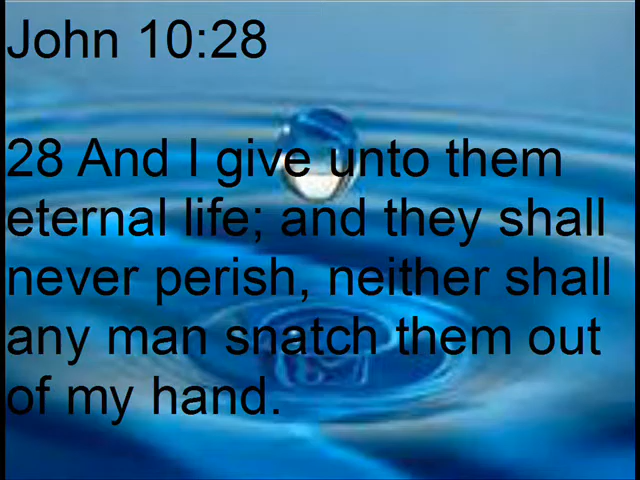 John 10:28
28 And I give unto them
eternal life; and they shall
never perish, neither shall
any man snatch them out
of my hand.